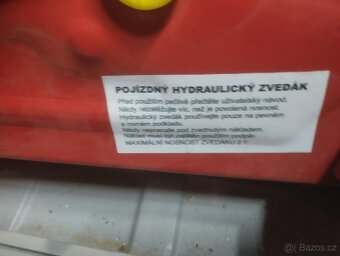 POJÍZDNÝ HYDRAULICKÝ ZVEDÁK
Před použitím pečlivě přečtěte uživatelský návod.
Nikdy nezatěžujte víc, než je povolená nosnost.
Hydraulický zvedák používejte pouze na pevném
a rovném podkladu.
Nikdy nepracujte pod zvednutým nákladem.
Náklad musí být zajištěn použitím podpěr.
MAXIMÁLNÍ NOSNOST ZVEDÁKU 2 T
Bazos.cz